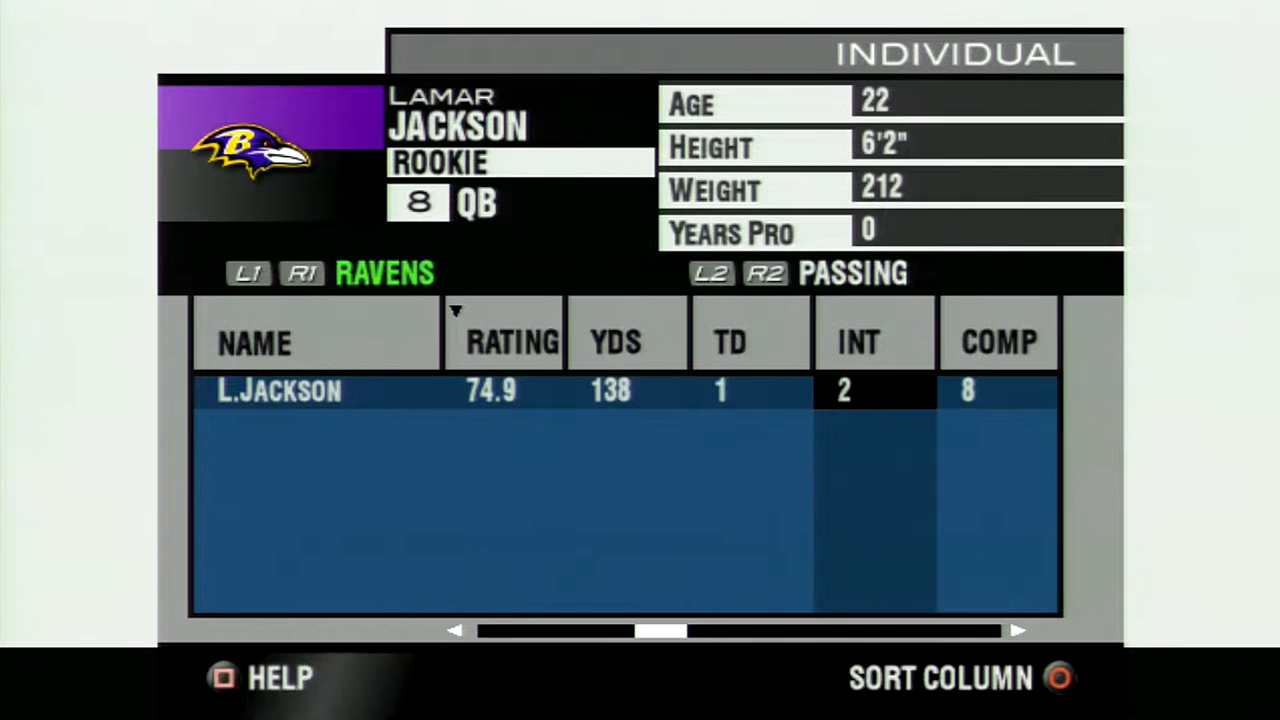 INDIVIDUAL
LAMAR
JACKSON
ROOKIE
8 QB
AGE 22
HEIGHT 6'2"
WEIGHT 212
YEARS PRO 0
L1 R1 RAVENS L2 R2 PASSING
NAME RATING YDS TD INT COMP
L.JACKSON 74.9 138 1 2 8
HELP SORT COLUMN